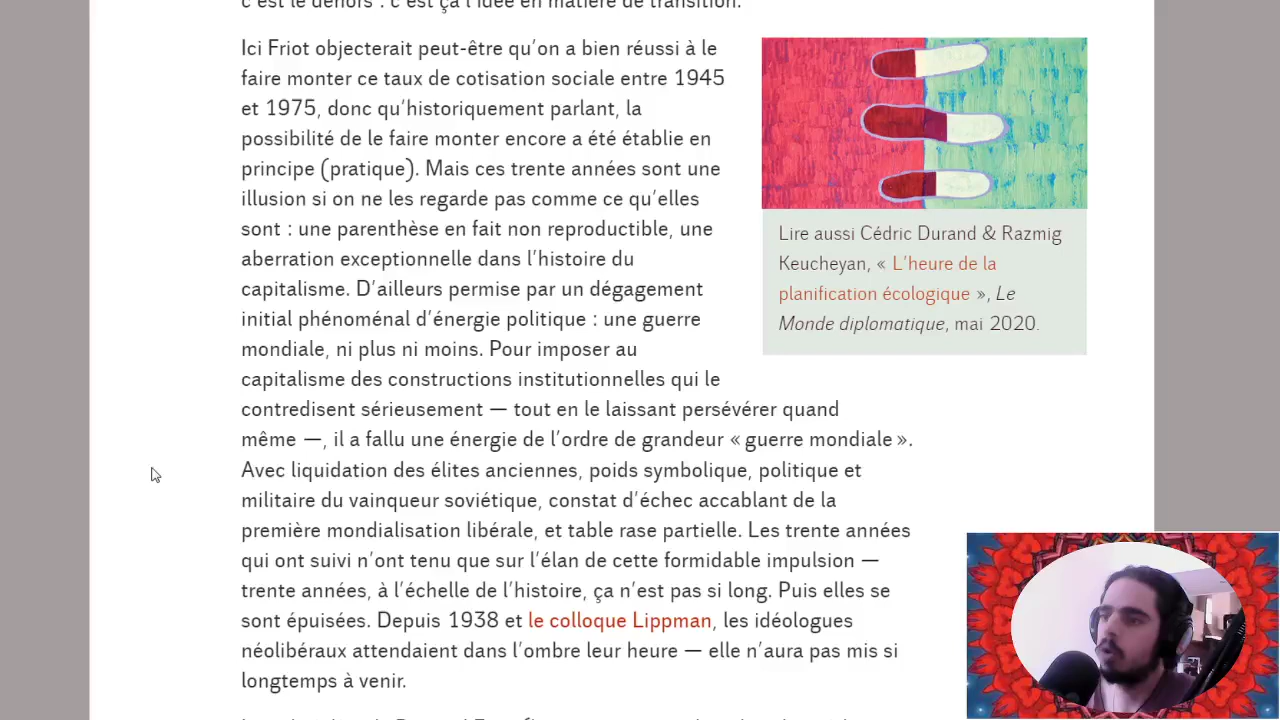 c'est le dehors : c'est ça l'idée en matière de transition.
Ici Friot objecterait peut-être qu'on a bien réussi à le
faire monter ce taux de cotisation sociale entre 1945
et 1975, donc qu'historiquement parlant, la
possibilité de le faire monter encore a été établie en
principe (pratique). Mais ces trente années sont une
illusion si on ne les regarde pas comme ce qu'elles
sont : une parenthèse en fait non reproductible, une
aberration exceptionnelle dans l'histoire du
capitalisme. D'ailleurs permise par un dégagement
initial phénoménal d'énergie politique : une guerre
mondiale, ni plus ni moins. Pour imposer au
capitalisme des constructions institutionnelles qui le
contredisent sérieusement — tout en le laissant persévérer quand
même —, il a fallu une énergie de l'ordre de grandeur « guerre mondiale ».
Avec liquidation des élites anciennes, poids symbolique, politique et
militaire du vainqueur soviétique, constat d'échec accablant de la
première mondialisation libérale, et table rase partielle. Les trente années
qui ont suivi n'ont tenu que sur l'élan de cette formidable impulsion —
trente années, à l'échelle de l'histoire, ça n'est pas si long. Puis elles se
sont épuisées. Depuis 1938 et le colloque Lippman, les idéologues
néolibéraux attendaient dans l'ombre leur heure — elle n'aura pas mis si
longtemps à venir.
Lire aussi Cédric Durand & Razmig
Keucheyan, « L'heure de la
planification écologique », Le
Monde diplomatique, mai 2020.